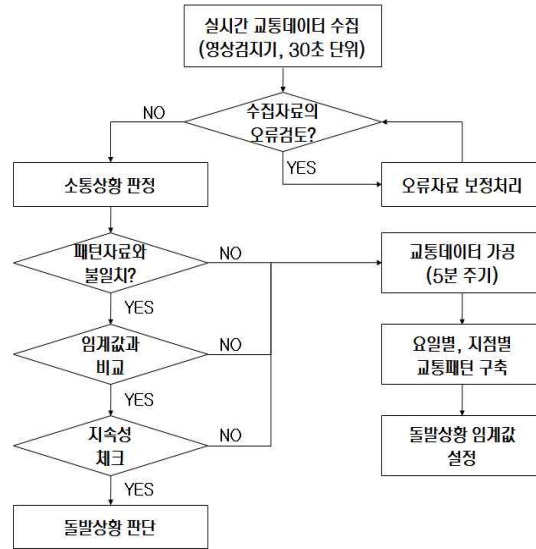 실시간 교통데이터 수집
(영상검지기, 30초 단위)
NO
수집자료의
오류검토?
YES
소통상황 판정
오류자료 보정처리
패턴자료와
불일치?
NO
교통데이터 가공
(5분 주기)
YES
임계값과
비교
NO
요일별, 지점별
교통패턴 구축
YES
지속성
체크
NO
돌발상황 임계값
설정
YES
돌발상황 판단